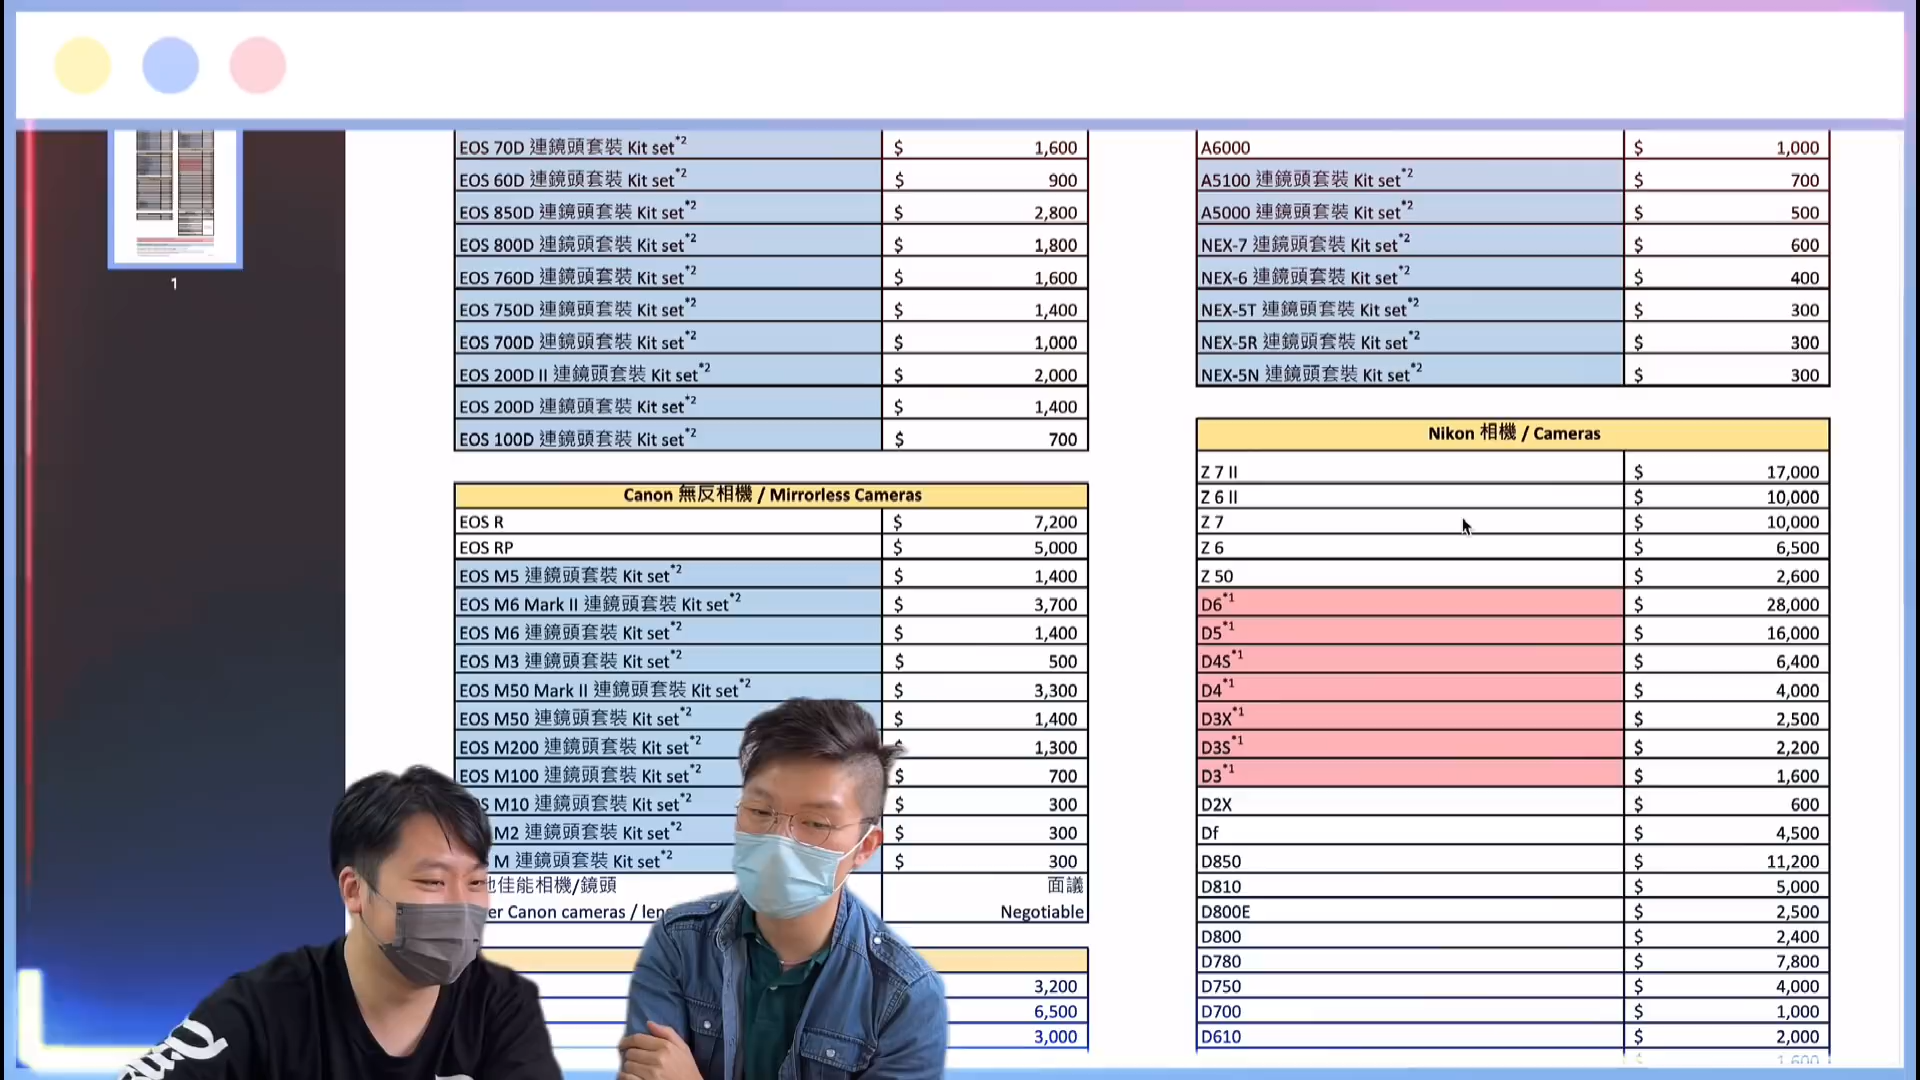 EOS 70D 連鏡頭套裝 Kit set*2 $ 1,600
EOS 60D 連鏡頭套裝 Kit set*2 $ 900
EOS 850D 連鏡頭套裝 Kit set*2 $ 2,800
EOS 800D 連鏡頭套裝 Kit set*2 $ 1,800
EOS 760D 連鏡頭套裝 Kit set*2 $ 1,600
EOS 750D 連鏡頭套裝 Kit set*2 $ 1,400
EOS 700D 連鏡頭套裝 Kit set*2 $ 1,000
EOS 200D II 連鏡頭套裝 Kit set*2 $ 2,000
EOS 200D 連鏡頭套裝 Kit set*2 $ 1,400
EOS 100D 連鏡頭套裝 Kit set*2 $ 700
Canon 無反相機 / Mirrorless Cameras
EOS R $ 7,200
EOS RP $ 5,000
EOS M5 連鏡頭套裝 Kit set*2 $ 1,400
EOS M6 Mark II 連鏡頭套裝 Kit set*2 $ 3,700
EOS M6 連鏡頭套裝 Kit set*2 $ 1,400
EOS M3 連鏡頭套裝 Kit set*2 $ 500
EOS M50 Mark II 連鏡頭套裝 Kit set*2 $ 3,300
EOS M50 連鏡頭套裝 Kit set*2 $ 1,400
EOS M200 連鏡頭套裝 Kit set*2 1,300
EOS M100 連鏡頭套裝 Kit set*2 $ 700
M10 連鏡頭套裝 Kit set*2 $ 300
M2 連鏡頭套裝 Kit set*2 $ 300
M 連鏡頭套裝 Kit set*2 $ 300
佳能相機/鏡頭 面議
Canon cameras / Negotiable
3,200
6,500
3,000
A6000 $ 1,000
A5100 連鏡頭套裝 Kit set*2 $ 700
A5000 連鏡頭套裝 Kit set*2 $ 500
NEX-7 連鏡頭套裝 Kit set*2 $ 600
NEX-6 連鏡頭套裝 Kit set*2 $ 400
NEX-5T 連鏡頭套裝 Kit set*2 $ 300
NEX-5R 連鏡頭套裝 Kit set*2 $ 300
NEX-5N 連鏡頭套裝 Kit set*2 $ 300
Nikon 相機 / Cameras
Z 7 II $ 17,000
Z 6 II $ 10,000
Z 7 $ 10,000
Z 6 $ 6,500
Z 50 $ 2,600
D6*1 $ 28,000
D5*1 $ 16,000
D4S*1 $ 6,400
D4*1 $ 4,000
D3X*1 $ 2,500
D3S*1 $ 2,200
D3*1 $ 1,600
D2X $ 600
Df $ 4,500
D850 $ 11,200
D810 $ 5,000
D800E $ 2,500
D800 $ 2,400
D780 $ 7,800
D750 $ 4,000
D700 $ 1,000
D610 $ 2,000
1